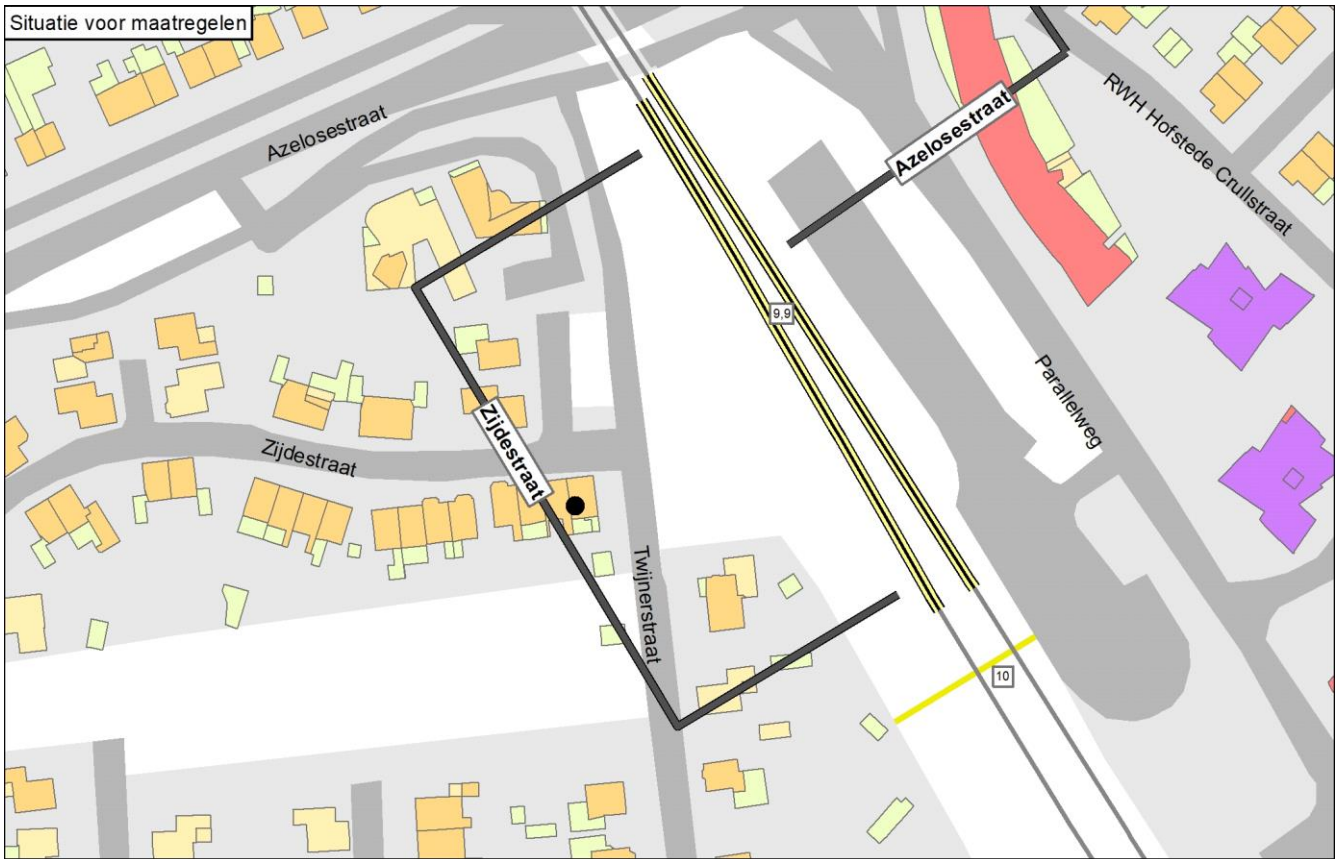 Situatie voor maatregelen
Azelosestraat
Azelosestraat
RWH Hofstede Crullstraat
9,9
Parallelweg
Zijdestraat
Zijdestraat
Twijnerstraat
10